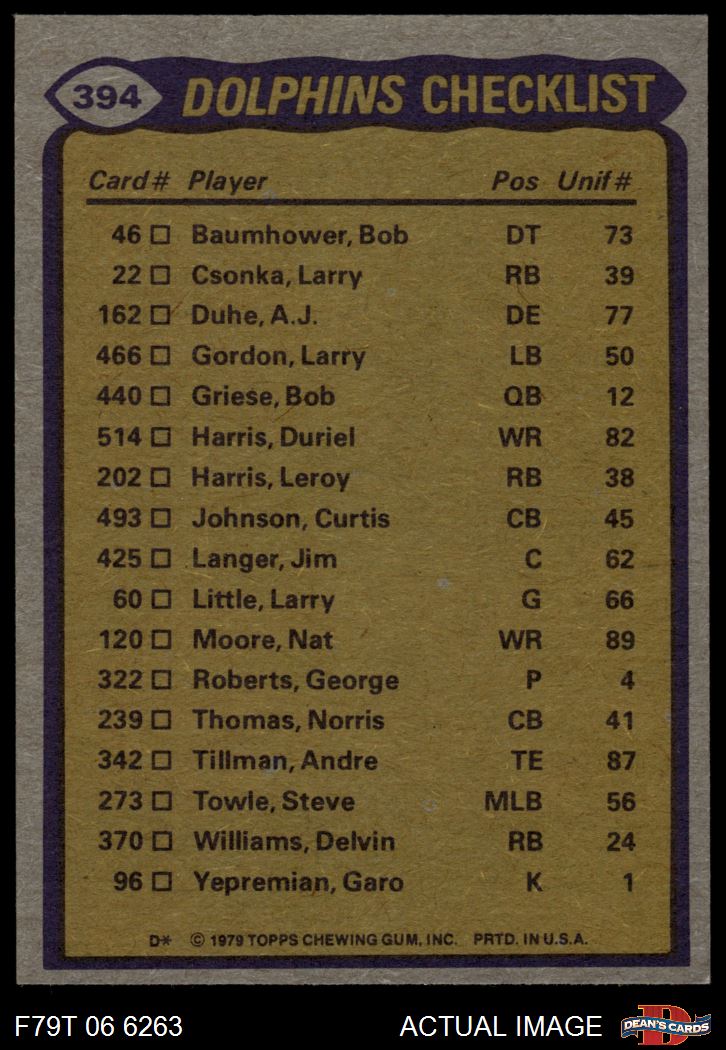 394 DOLPHINS CHECKLIST
Card# Player Pos Unif#
46 Baumhower, Bob DT 73
22 Csonka, Larry RB 39
162 Duhe, A.J. DE 77
466 Gordon, Larry LB 50
440 Griese, Bob QB 12
514 Harris, Duriel WR 82
202 Harris, Leroy RB 38
493 Johnson, Curtis CB 45
425 Langer, Jim C 62
60 Little, Larry G 66
120 Moore, Nat WR 89
322 Roberts, George P 4
239 Thomas, Norris CB 41
342 Tillman, Andre TE 87
273 Towle, Steve MLB 56
370 Williams, Delvin RB 24
96 Yepremian, Garo K 1
D* © 1979 TOPPS CHEWING GUM, INC. PRTD. IN U.S.A.
F79T 06 6263 ACTUAL IMAGE DEAN'S CARDS